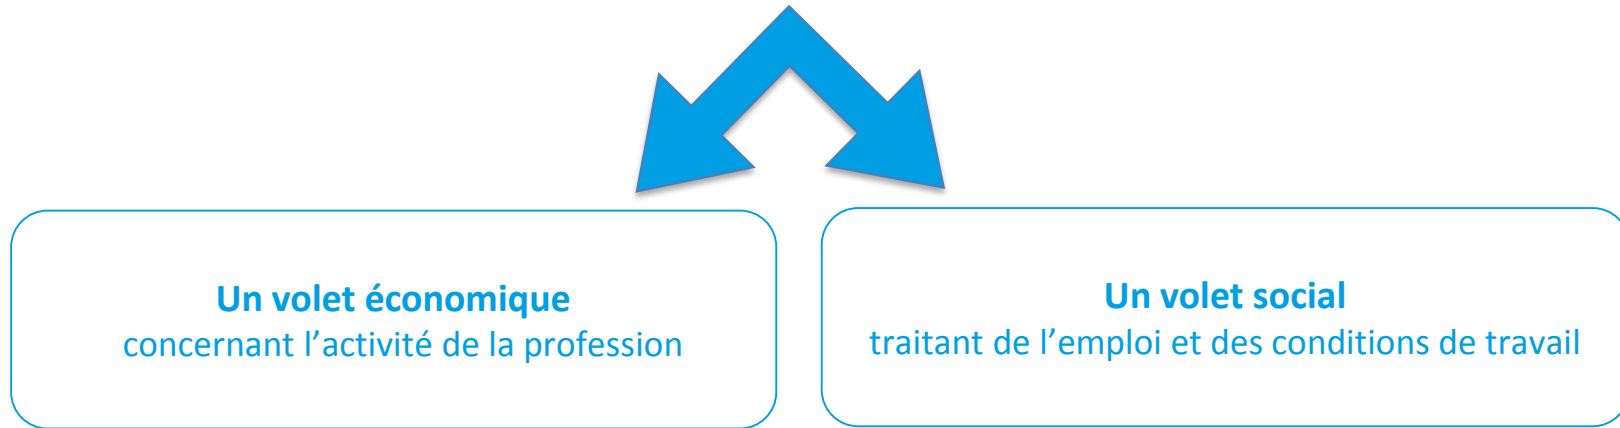 Un volet économique
concernant l’activité de la profession
Un volet social
traitant de l’emploi et des conditions de travail